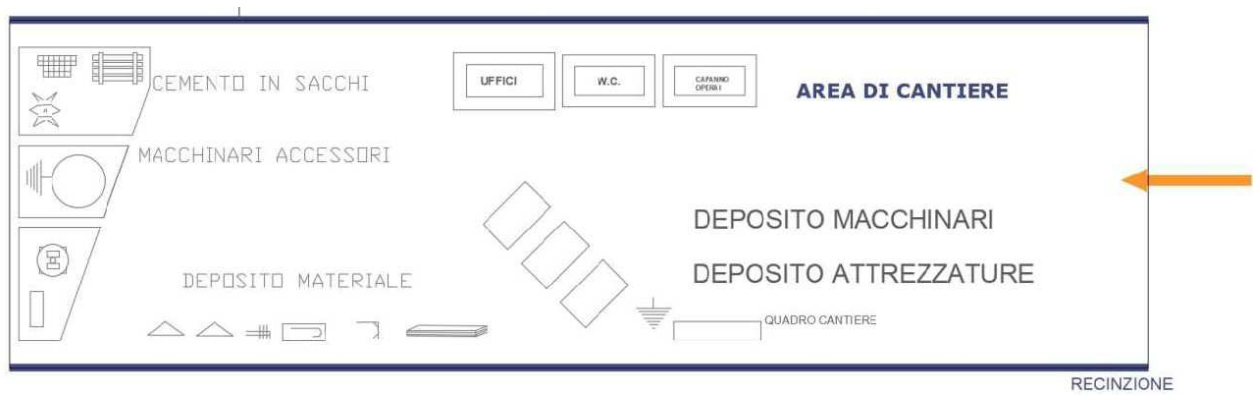 CEMENTO IN SACCHI
UFFICI
W.C.
CAPANNO
OPERAI
AREA DI CANTIERE
MACCHINARI ACCESSORI
DEPOSITO MACCHINARI
DEPOSITO MATERIALE
DEPOSITO ATTREZZATURE
QUADRO CANTIERE
RECINZIONE